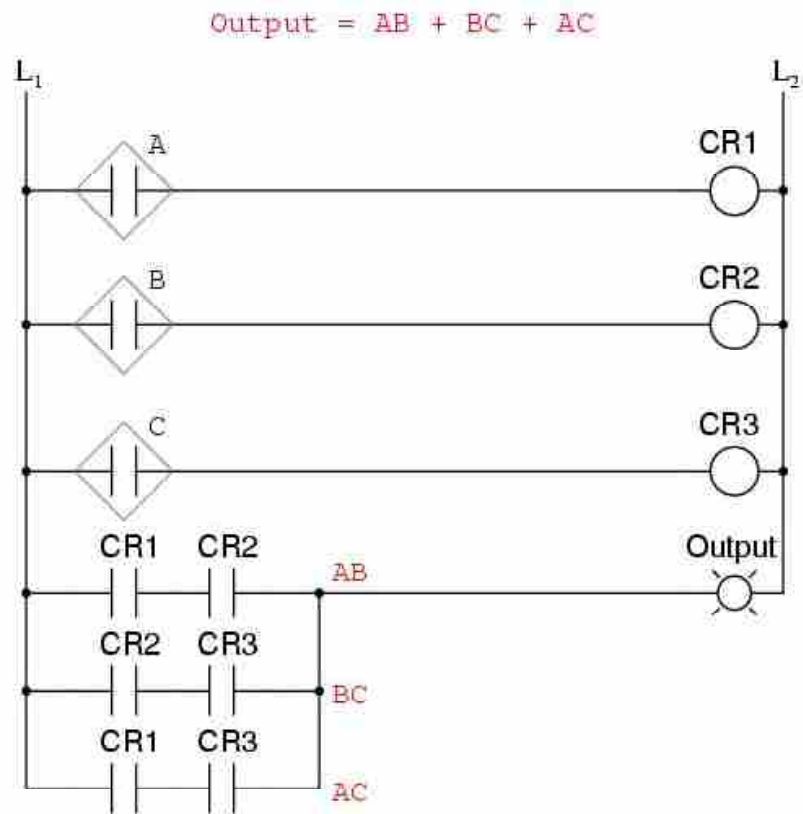 Output = AB + BC + AC
L1 L2
A CR1
B CR2
C CR3
CR1 CR2 AB Output
CR2 CR3 BC
CR1 CR3 AC